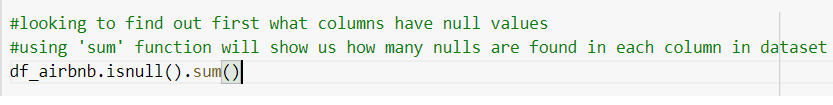 #looking to find out first what columns have null values
#using 'sum' function will show us how many nulls are found in each column in dataset
df_airbnb.isnull().sum()